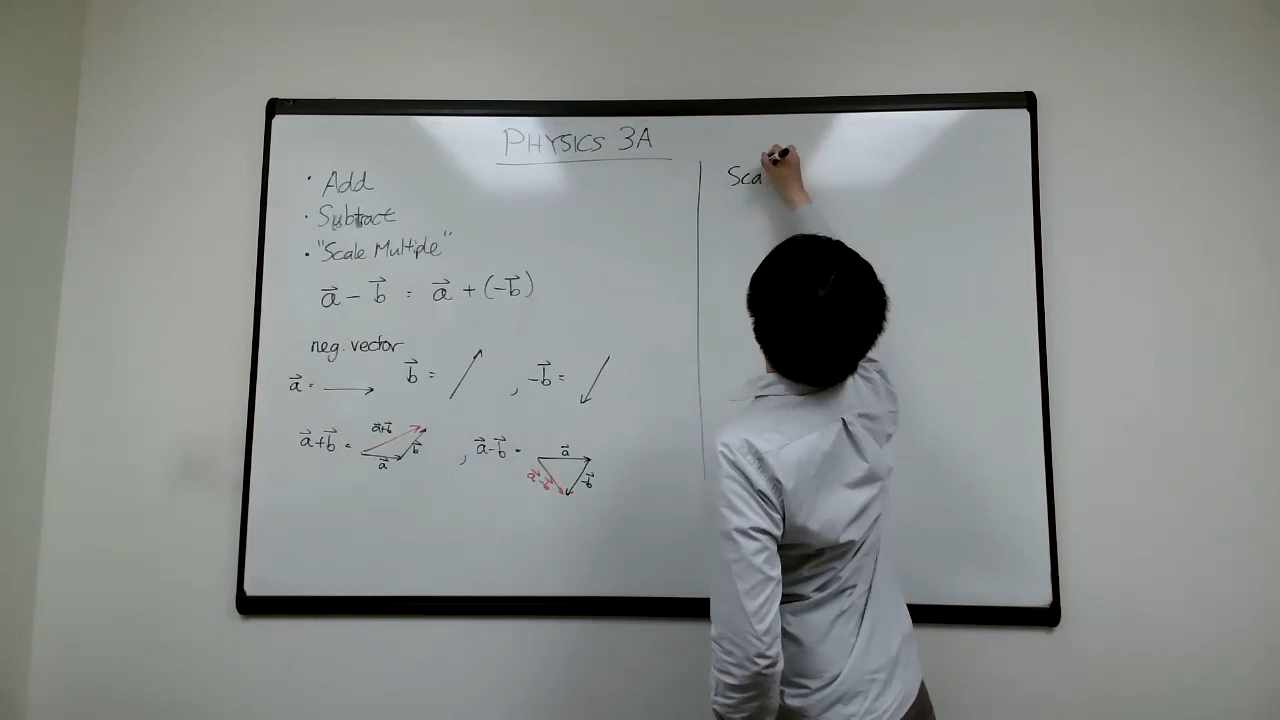 PHYSICS 3A
• Add
• Subtract
• "Scale Multiple"
a⃗ - b⃗ = a⃗ + (-b⃗)
neg. vector
a⃗ = b⃗ = , -b⃗ =
a⃗+b⃗ = a⃗+b⃗ a⃗ b⃗ , a⃗-b⃗ = a⃗ a⃗-b⃗ -b⃗
Sca